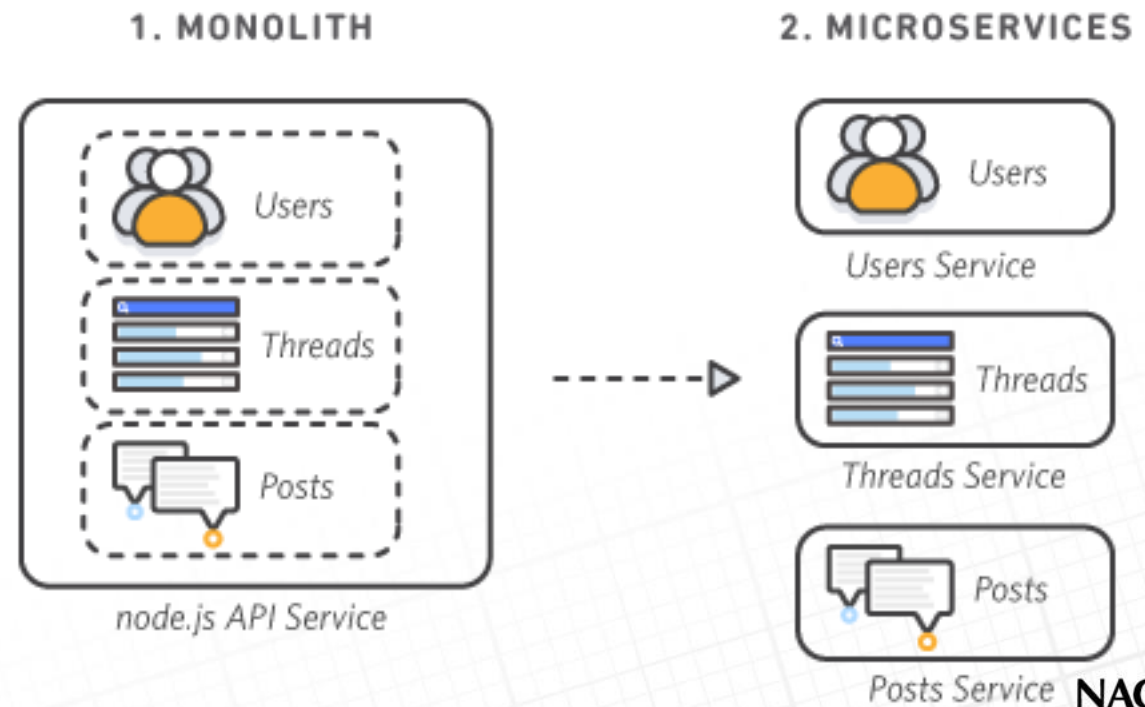 1. MONOLITH
2. MICROSERVICES
Users
Threads
Posts
node.js API Service
Users
Users Service
Threads
Threads Service
Posts
Posts Service